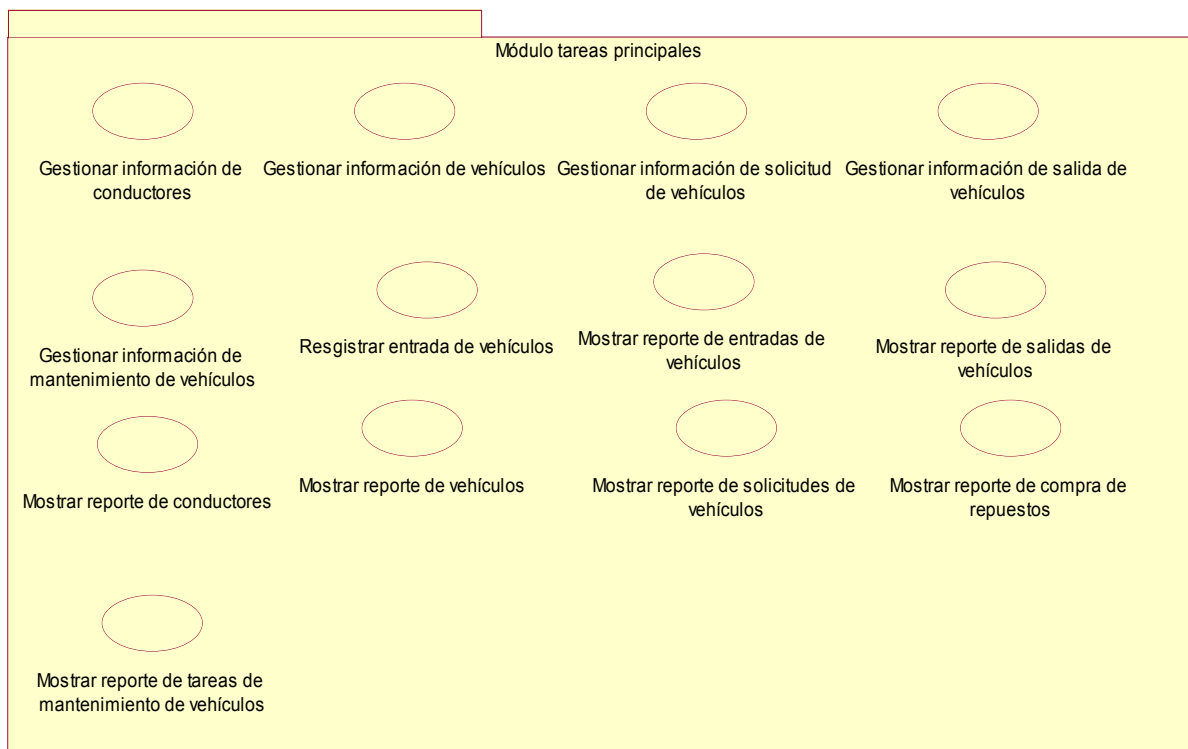 Módulo tareas principales
Gestionar información de
conductores
Gestionar información de vehículos
Gestionar información de solicitud
de vehículos
Gestionar información de salida de
vehículos
Gestionar información de
mantenimiento de vehículos
Resgistrar entrada de vehículos
Mostrar reporte de entradas de
vehículos
Mostrar reporte de salidas de
vehículos
Mostrar reporte de conductores
Mostrar reporte de vehículos
Mostrar reporte de solicitudes de
vehículos
Mostrar reporte de compra de
repuestos
Mostrar reporte de tareas de
mantenimiento de vehículos